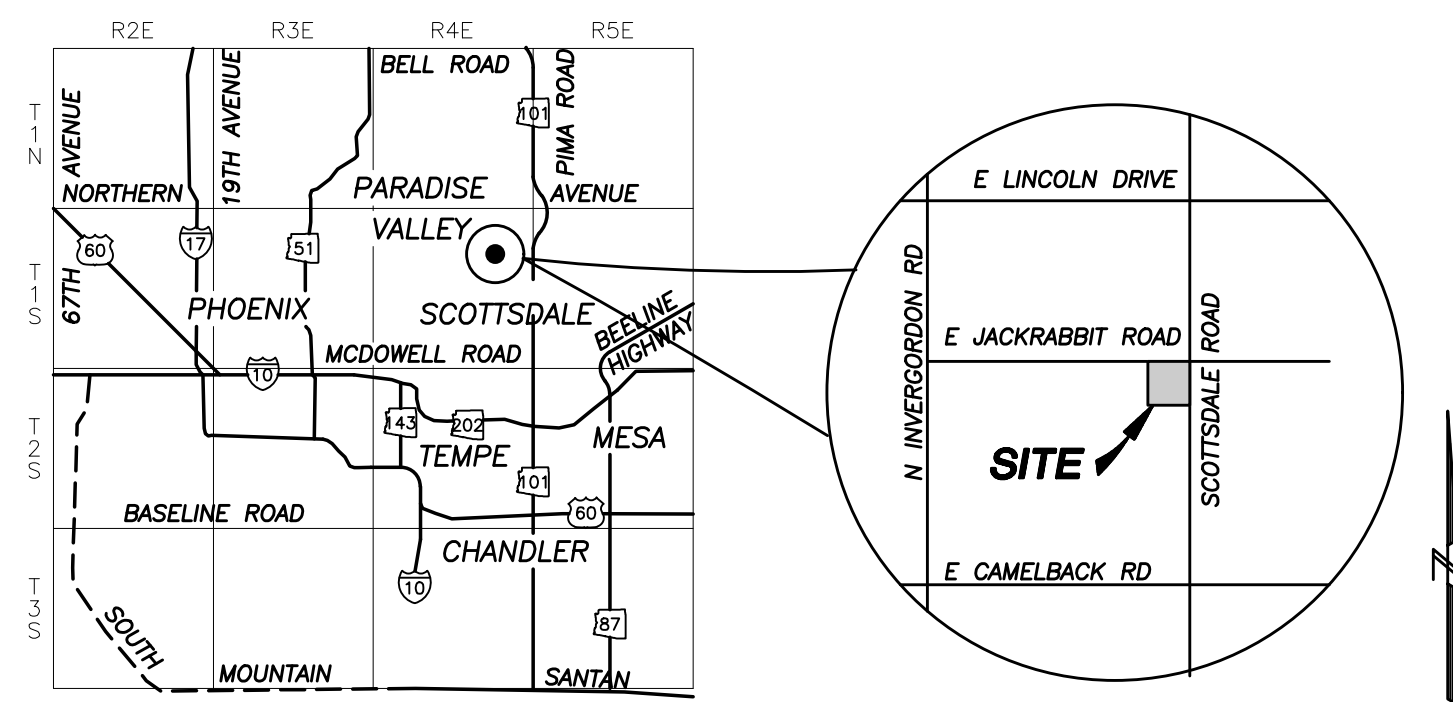 R2E R3E R4E R5E
T1N
T1S
T2S
T3S
BELL ROAD
PIMA ROAD
101
AVENUE
19TH AVENUE
NORTHERN
PARADISE
VALLEY
AVENUE
60
17
51
67TH
PHOENIX
SCOTTSDALE
BEELINE
HIGHWAY
MCDOWELL ROAD
10
143
202
TEMPE
MESA
101
BASELINE ROAD
60
CHANDLER
10
87
SOUTH
MOUNTAIN
SANTAN
E LINCOLN DRIVE
N INVERGORDON RD
E JACKRABBIT ROAD
SCOTTSDALE ROAD
SITE
E CAMELBACK RD